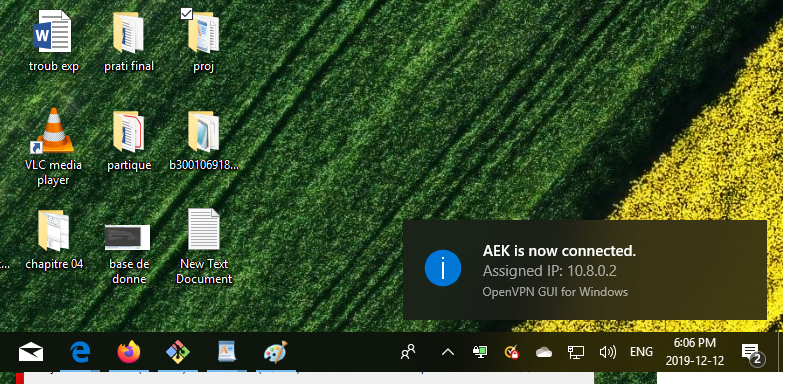 troub exp
prati final
proj
VLC media
player
partique
b300106918...
t...
chapitre 04
base de
donne
New Text
Document
AEK is now connected.
Assigned IP: 10.8.0.2
OpenVPN GUI for Windows
ENG
6:06 PM
2019-12-12
2